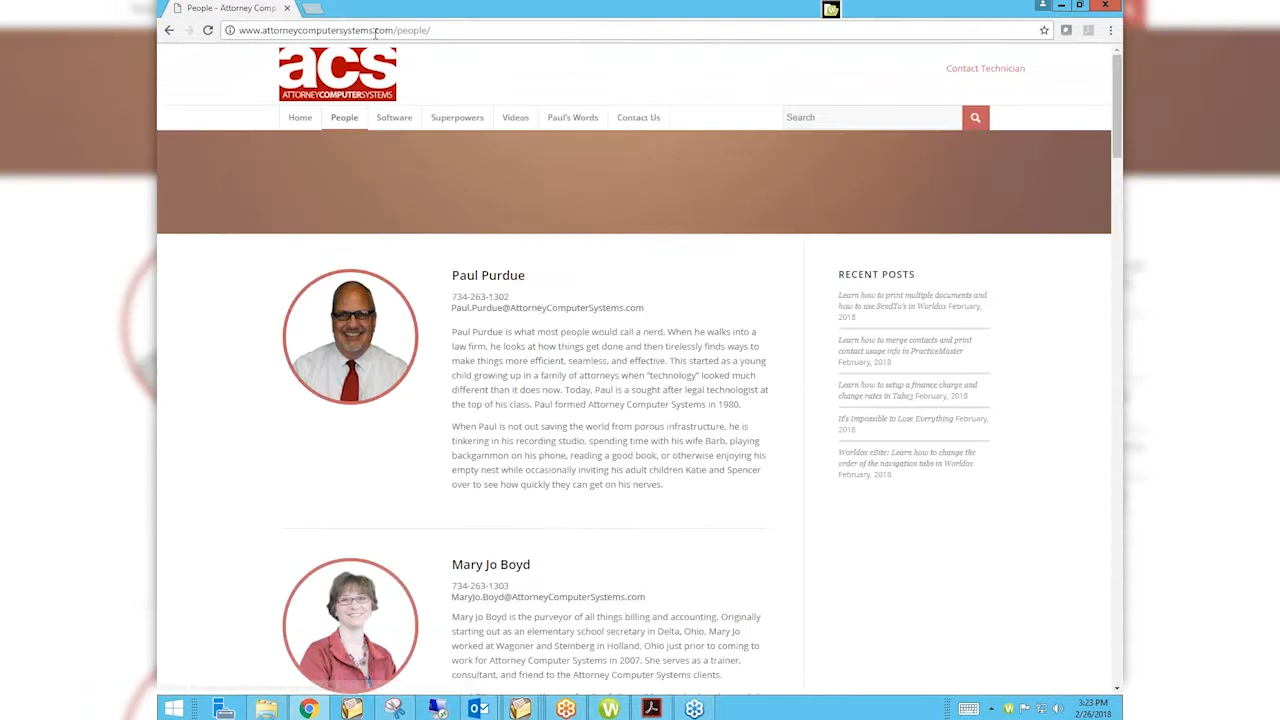 People - Attorney Comp
www.attorneycomputersystems.com/people/
acs
ATTORNEYCOMPUTERSYSTEMS
Contact Technician
Home People Software Superpowers Videos Paul's Words Contact Us Search
Paul Purdue
734-263-1302
Paul.Purdue@AttorneyComputerSystems.com
Paul Purdue is what most people would call a nerd. When he walks into a
law firm, he looks at how things get done and then tirelessly finds ways to
make things more efficient, seamless, and effective. This started as a young
child growing up in a family of attorneys when “technology” looked much
different than it does now. Today, Paul is a sought after legal technologist at
the top of his class. Paul formed Attorney Computer Systems in 1980.
When Paul is not out saving the world from porous infrastructure, he is
tinkering in his recording studio, spending time with his wife Barb, playing
backgammon on his phone, reading a good book, or otherwise enjoying his
empty nest while occasionally inviting his adult children Katie and Spencer
over to see how quickly they can get on his nerves.
Mary Jo Boyd
734-263-1303
MaryJo.Boyd@AttorneyComputerSystems.com
Mary Jo Boyd is the purveyor of all things billing and accounting. Originally
starting out as an elementary school secretary in Delta, Ohio. Mary Jo
worked at Wagoner and Steinberg in Holland, Ohio just prior to coming to
work for Attorney Computer Systems in 2007. She serves as a trainer,
consultant, and friend to the Attorney Computer Systems clients.
RECENT POSTS
Learn how to print multiple documents and
how to use SendTo's in Worldox February,
2018
Learn how to merge contacts and print
contact usage info in PracticeMaster
February, 2018
Learn how to setup a finance charge and
change rates in Tabs3 February, 2018
It's Impossible to Lose Everything February,
2018
Worldox eBite: Learn how to change the
order of the navigation tabs in Worldox
February, 2018
3:23 PM
2/26/2018